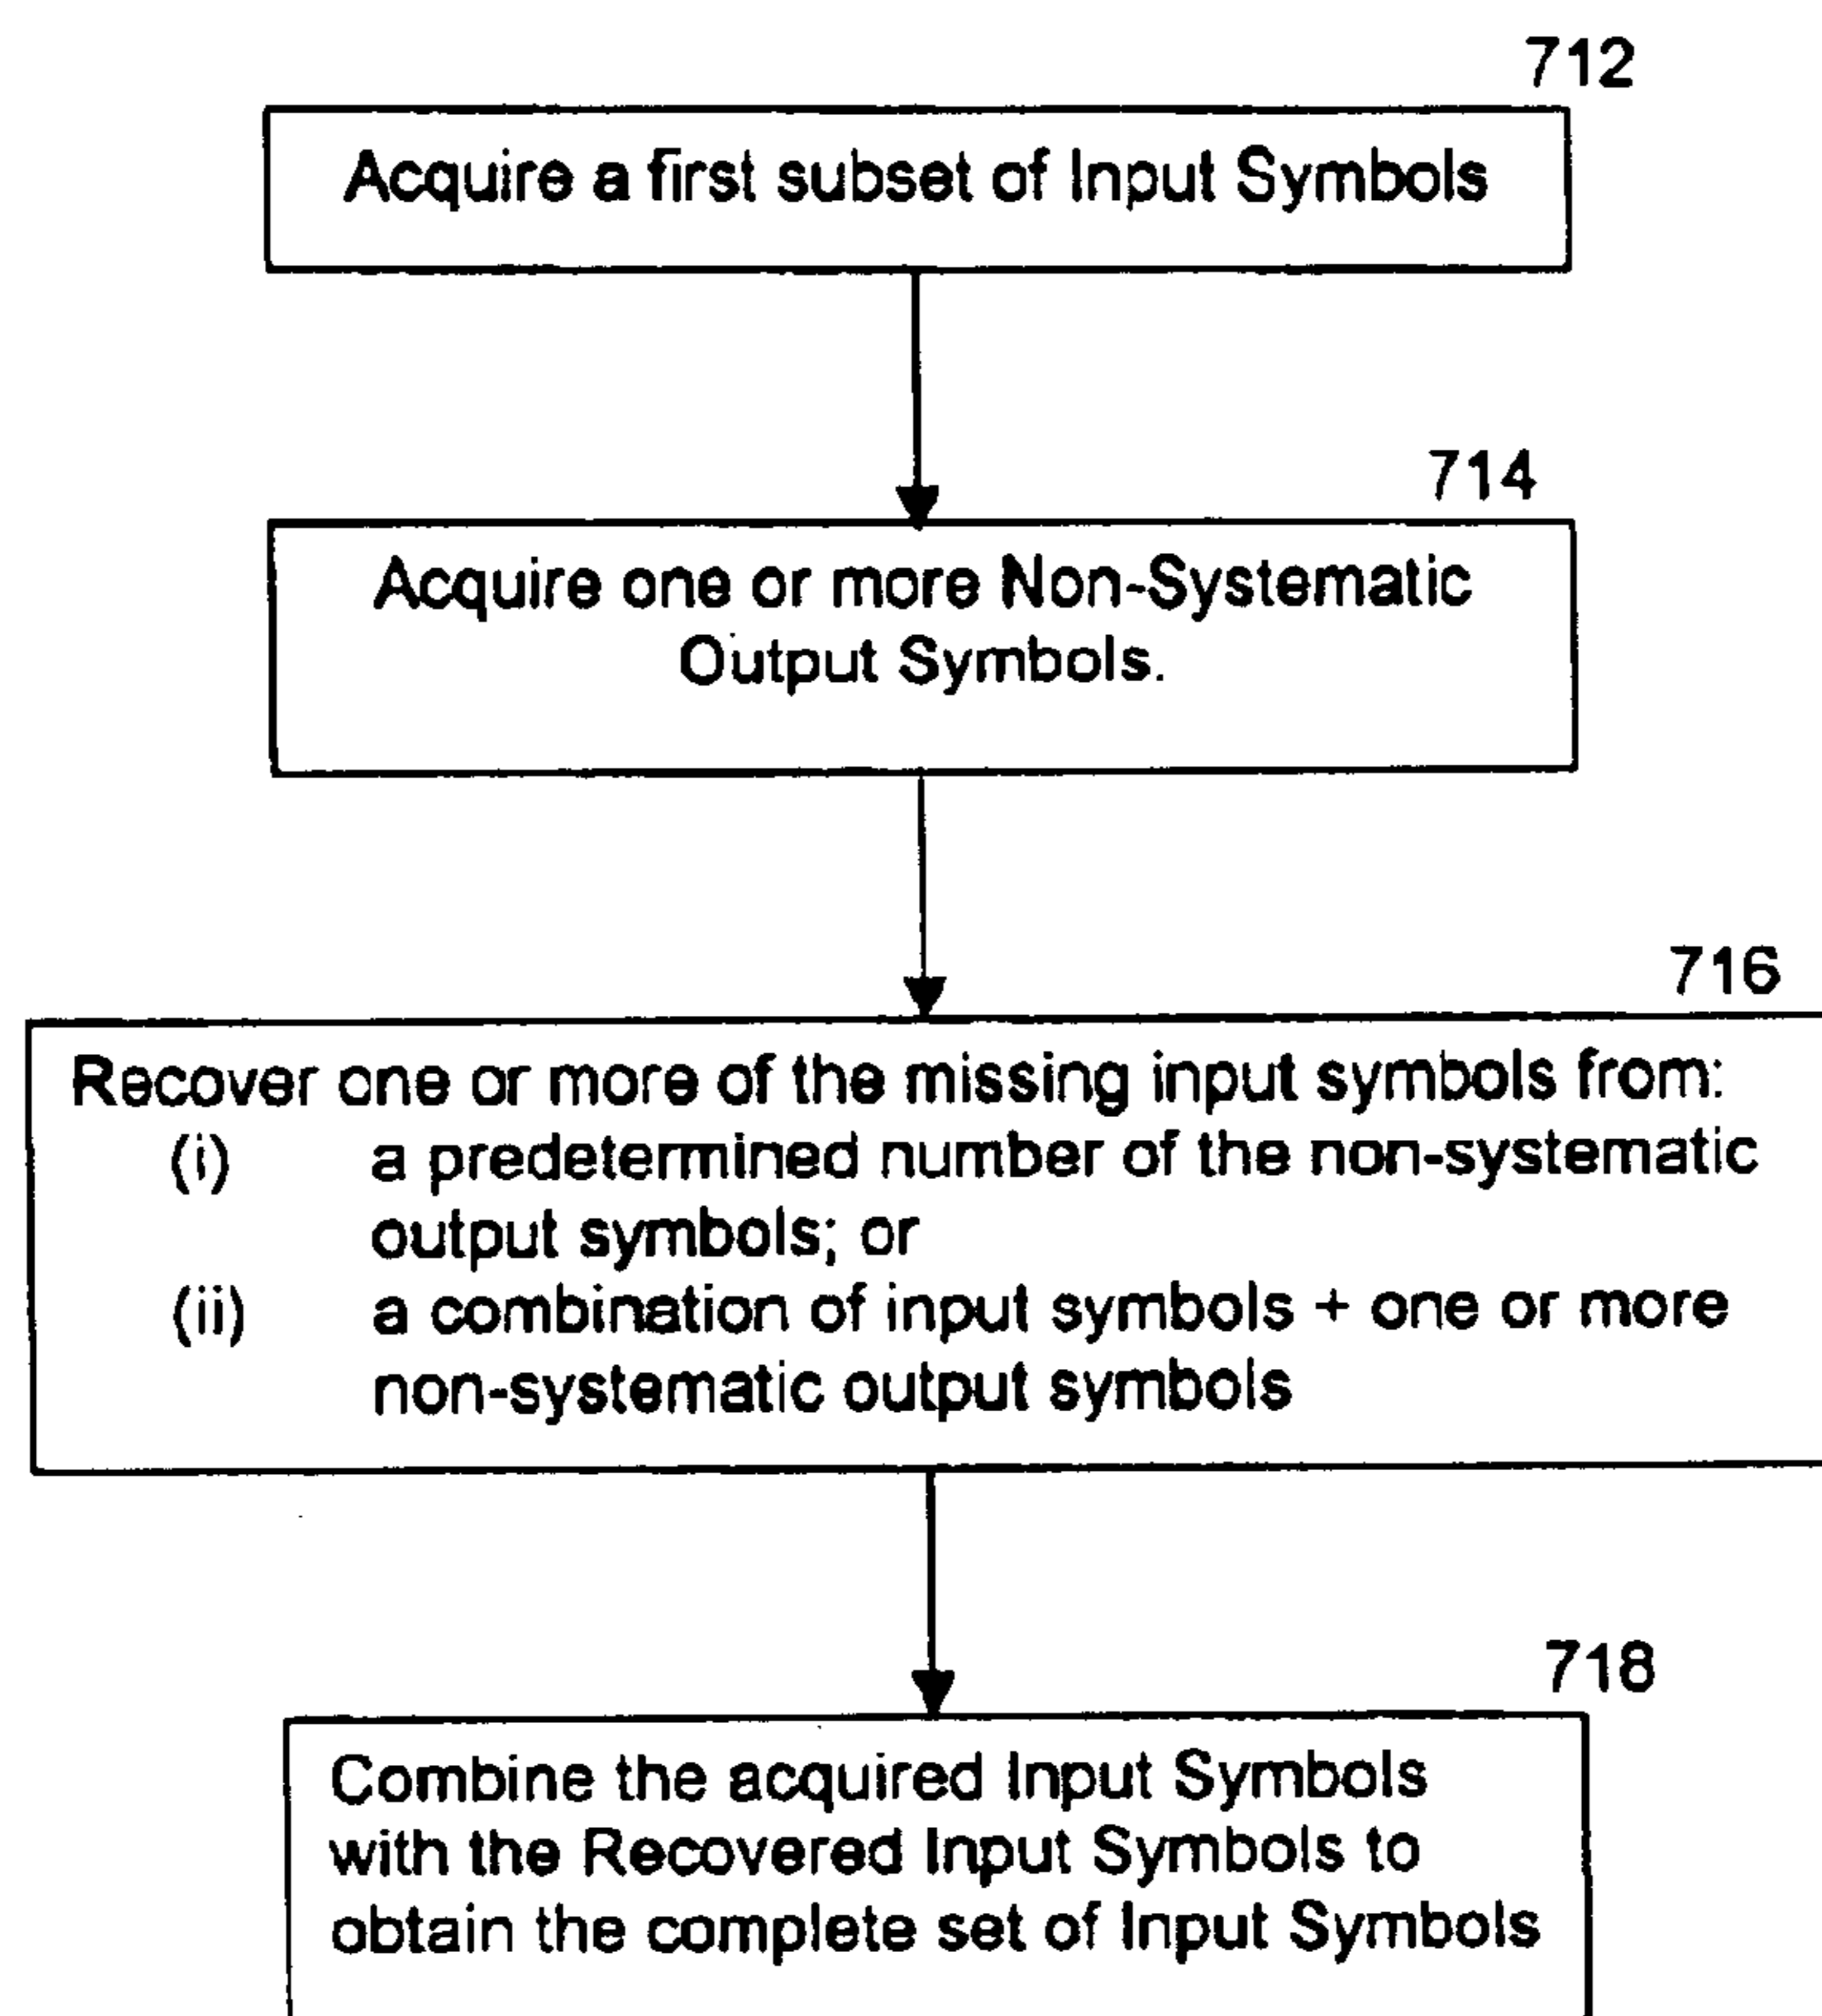 712
Acquire a first subset of Input Symbols
714
Acquire one or more Non-Systematic
Output Symbols.
716
Recover one or more of the missing input symbols from:
(i) a predetermined number of the non-systematic
output symbols; or
(ii) a combination of input symbols + one or more
non-systematic output symbols
718
Combine the acquired Input Symbols
with the Recovered Input Symbols to
obtain the complete set of Input Symbols